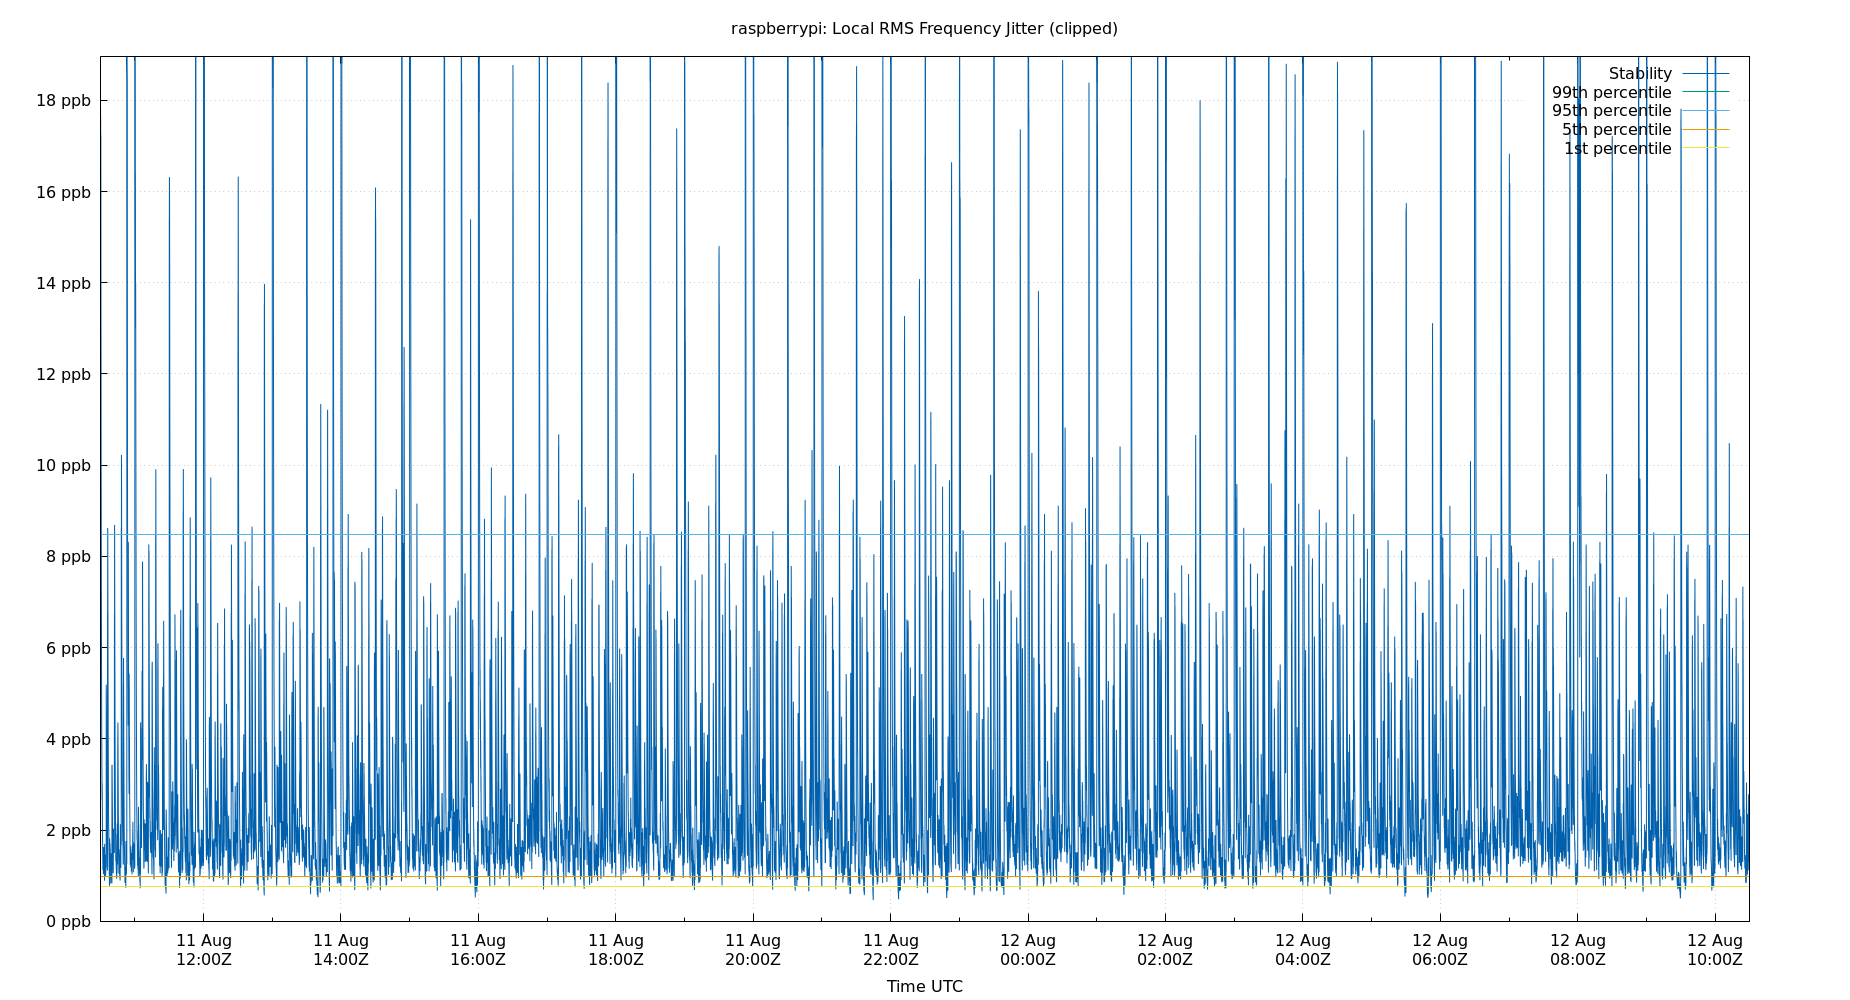 raspberrypi: Local RMS Frequency Jitter (clipped)
Stability
99th percentile
95th percentile
5th percentile
1st percentile
18 ppb
16 ppb
14 ppb
12 ppb
10 ppb
8 ppb
6 ppb
4 ppb
2 ppb
0 ppb
11 Aug 11 Aug 11 Aug 11 Aug 11 Aug 11 Aug 12 Aug 12 Aug 12 Aug 12 Aug 12 Aug 12 Aug
12:00Z 14:00Z 16:00Z 18:00Z 20:00Z 22:00Z 00:00Z 02:00Z 04:00Z 06:00Z 08:00Z 10:00Z
Time UTC